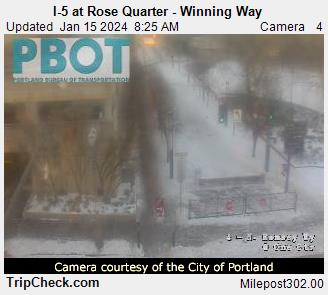 I-5 at Rose Quarter - Winning Way
Updated Jan 15 2024 8:25 AM Camera 4
PBOT
PORTLAND BUREAU OF TRANSPORTATION
Camera courtesy of the City of Portland
TripCheck.com Milepost302.00